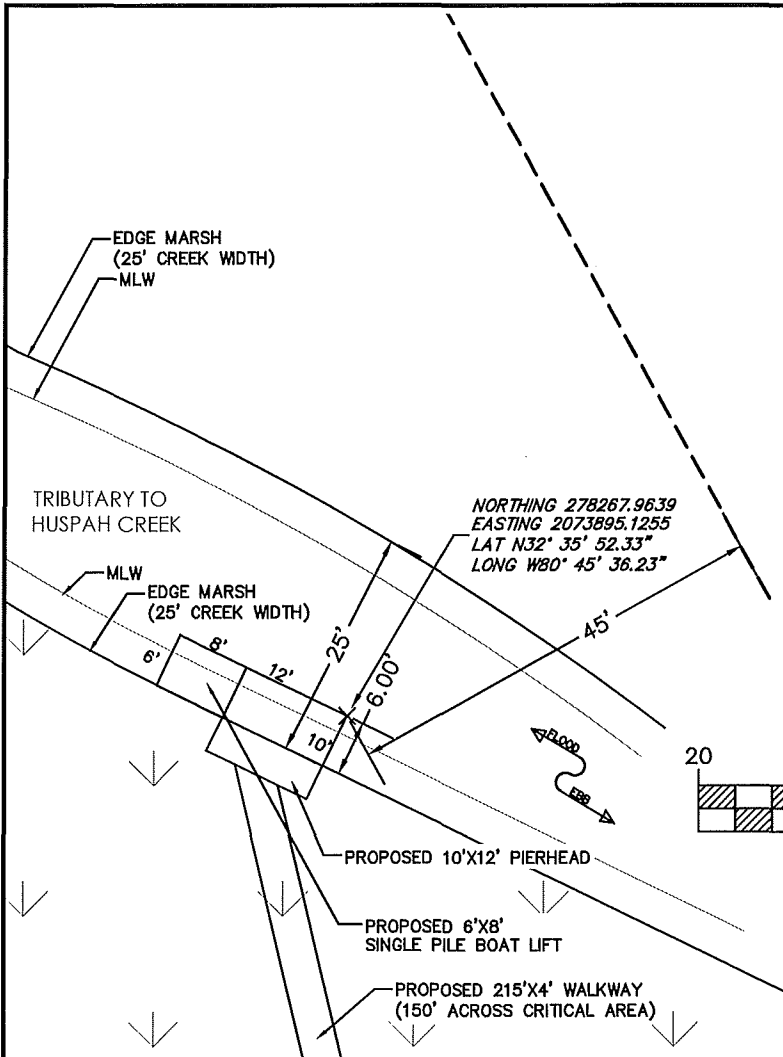 EDGE MARSH
(25' CREEK WIDTH)
MLW
TRIBUTARY TO
HUSPAH CREEK
NORTHING 278267.9639
EASTING 2073895.1255
LAT N32° 35' 52.33"
LONG W80° 45' 36.23"
MLW
EDGE MARSH
(25' CREEK WIDTH)
45'
25'
8'
6'
12'
6.00'
10'
FLOOD
EBB
20
PROPOSED 10'X12' PIERHEAD
PROPOSED 6'X8'
SINGLE PILE BOAT LIFT
PROPOSED 215'X4' WALKWAY
(150' ACROSS CRITICAL AREA)